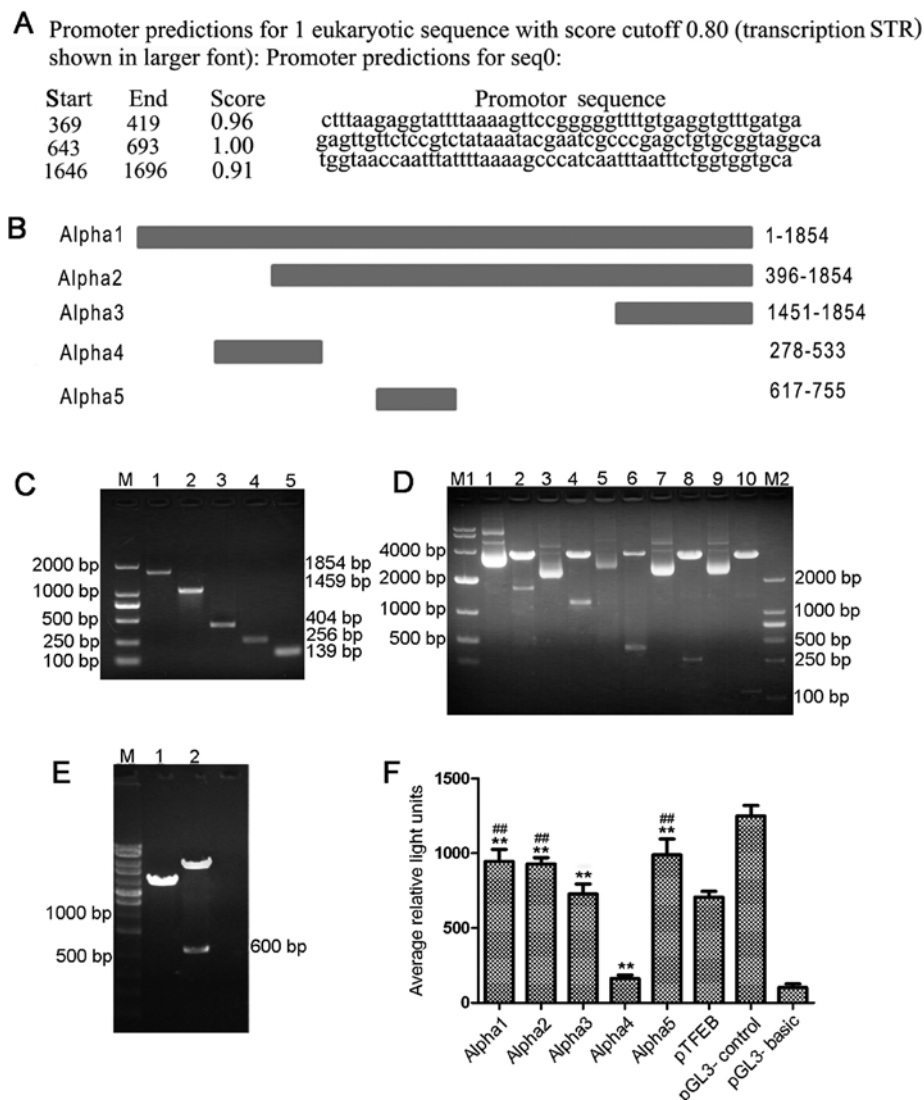 A Promoter predictions for 1 eukaryotic sequence with score cutoff 0.80 (transcription STR)
shown in larger font): Promoter predictions for seq0:
Start End Score Promotor sequence
369 419 0.96 ctttaagaggtattttaaaagttccgggggttttgtgaggtgtttgatga
643 693 1.00 gagttgttctccgtctataaatacgaatcgcccgagctgtgcggtaggca
1646 1696 0.91 tggtaaccaatttattttaaaagcccatcaatttaatttctggtggtgca
B
Alpha1 1-1854
Alpha2 396-1854
Alpha3 1451-1854
Alpha4 278-533
Alpha5 617-755
C
M 1 2 3 4 5
2000 bp
1000 bp
500 bp
250 bp
100 bp
1854 bp
1459 bp
404 bp
256 bp
139 bp
D
M1 1 2 3 4 5 6 7 8 9 10 M2
4000 bp
2000 bp
1000 bp
500 bp
2000 bp
1000 bp
500 bp
250 bp
100 bp
E
M 1 2
1000 bp
500 bp
600 bp
F
Average relative light units
1500
1000
500
0
##
**
##
**
**
**
##
**
Alpha1
Alpha2
Alpha3
Alpha4
Alpha5
pTFEB
pGL3- control
pGL3- basic